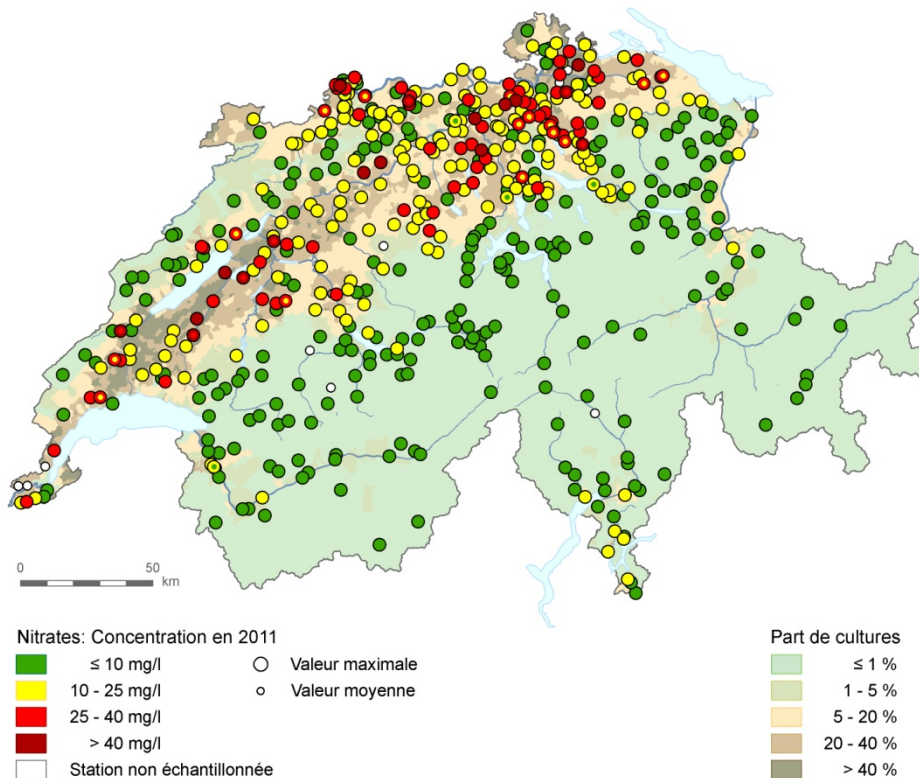 0 50
km
Nitrates: Concentration en 2011
≤ 10 mg/l
10 - 25 mg/l
25 - 40 mg/l
> 40 mg/l
Station non échantillonnée
Valeur maximale
Valeur moyenne
Part de cultures
≤ 1 %
1 - 5 %
5 - 20 %
20 - 40 %
> 40 %